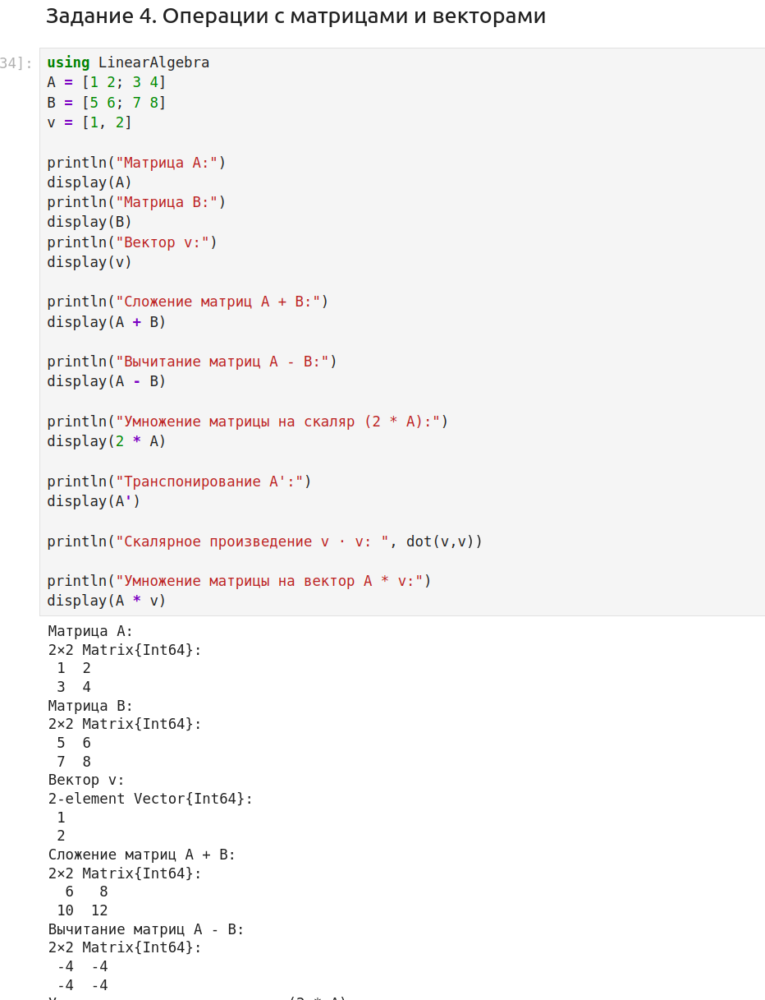 Задание 4. Операции с матрицами и векторами
34]:
using LinearAlgebra
A = [1 2; 3 4]
B = [5 6; 7 8]
v = [1, 2]
println("Матрица A:")
display(A)
println("Матрица B:")
display(B)
println("Вектор v:")
display(v)
println("Сложение матриц A + B:")
display(A + B)
println("Вычитание матриц A - B:")
display(A - B)
println("Умножение матрицы на скаляр (2 * A):")
display(2 * A)
println("Транспонирование A':")
display(A')
println("Скалярное произведение v · v: ", dot(v,v))
println("Умножение матрицы на вектор A * v:")
display(A * v)
Матрица A:
2×2 Matrix{Int64}:
1 2
3 4
Матрица B:
2×2 Matrix{Int64}:
5 6
7 8
Вектор v:
2-element Vector{Int64}:
1
2
Сложение матриц A + B:
2×2 Matrix{Int64}:
6 8
10 12
Вычитание матриц A - B:
2×2 Matrix{Int64}:
-4 -4
-4 -4